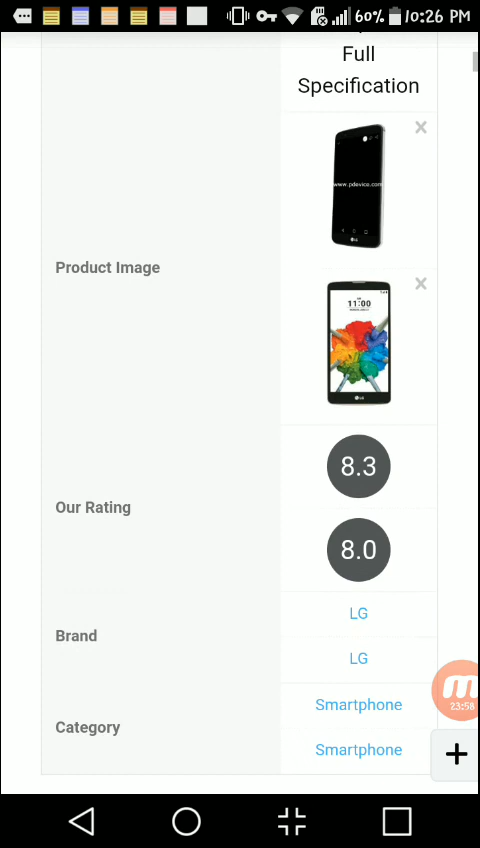 60% 10:26 PM
Full
Specification
www.pdevice.com
LG
Product Image
11:00
LG
8.3
Our Rating
8.0
LG
Brand
LG
23:58
Smartphone
Category
Smartphone